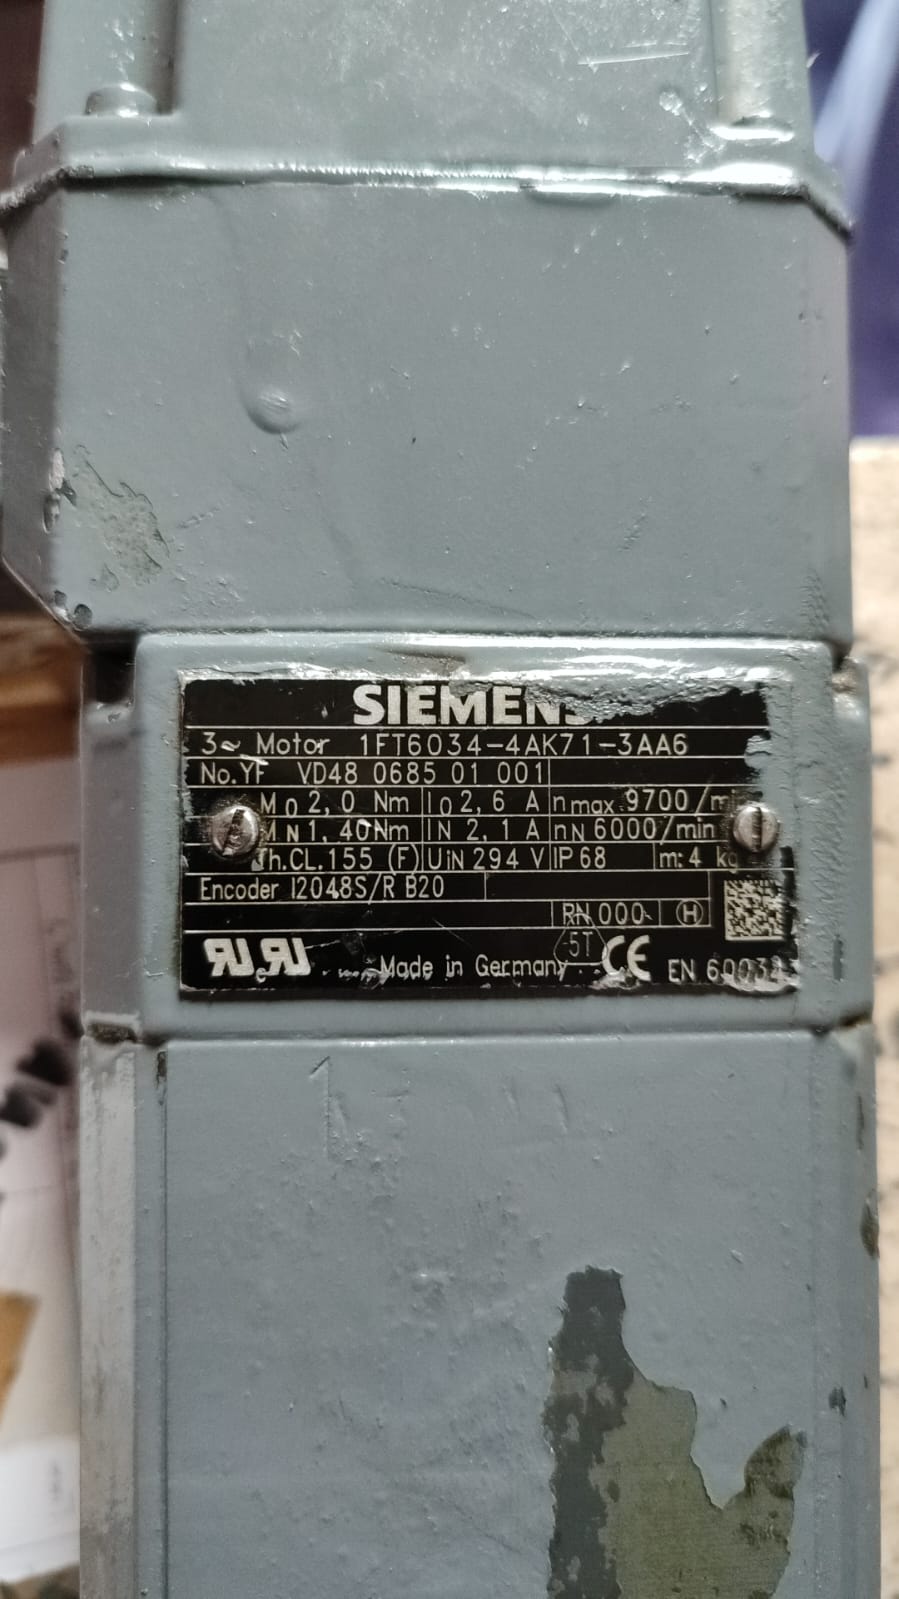 SIEMENS
3~ Motor 1FT6034-4AK71-3AA6
No.YF VD48 0685 01 001
M0 2,0 Nm I0 2,6 A nmax 9700/min
MN 1,40Nm IN 2,1 A nN 6000/min
Th.CL.155 (F) UiN 294 V IP68 m: 4 kg
Encoder I2048S/R B20
RN 000 H
5T
Made in Germany CE EN 60034